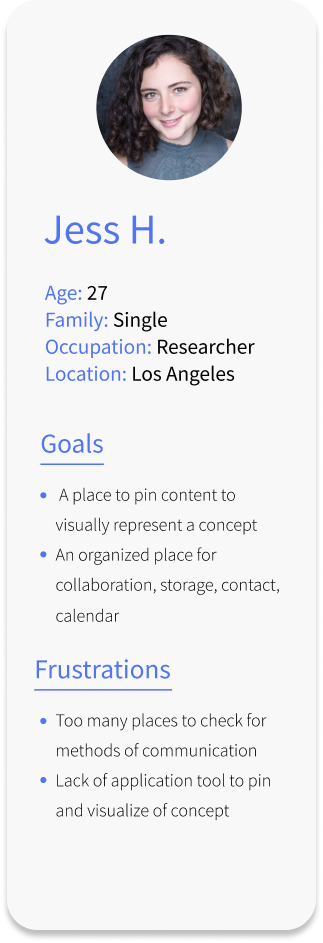 Jess H.
Age: 27
Family: Single
Occupation: Researcher
Location: Los Angeles
Goals
• A place to pin content to
visually represent a concept
• An organized place for
collaboration, storage, contact,
calendar
Frustrations
• Too many places to check for
methods of communication
• Lack of application tool to pin
and visualize of concept